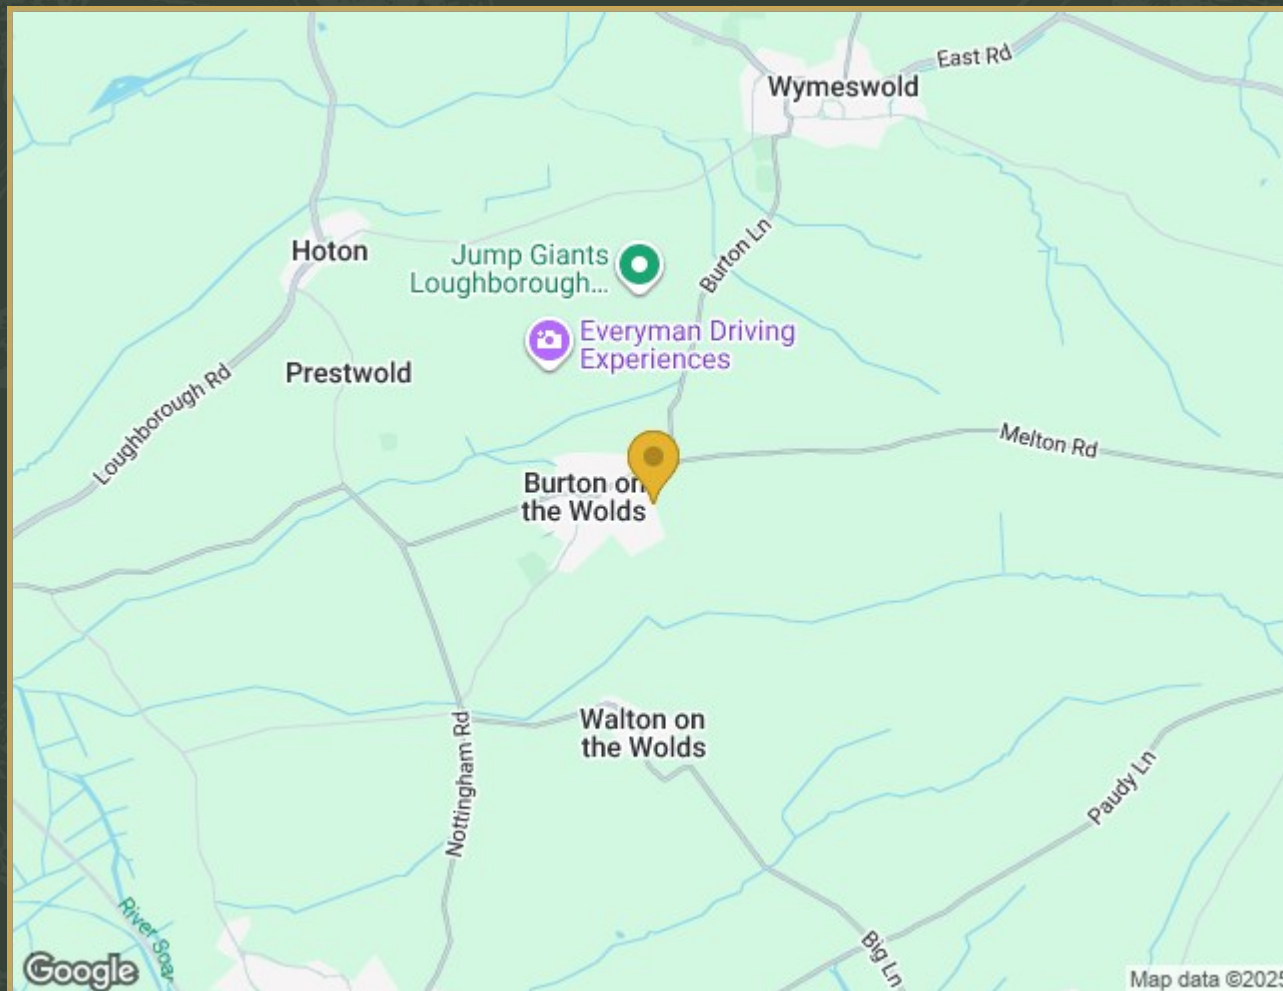 East Rd
Wymeswold
Burton Ln
Hoton
Jump Giants
Loughborough...
Everyman Driving
Experiences
Prestwold
Loughborough Rd
Melton Rd
Burton on
the Wolds
Walton on
the Wolds
Nottingham Rd
Paudy Ln
River Soar
Big Ln
Google
Map data ©2025